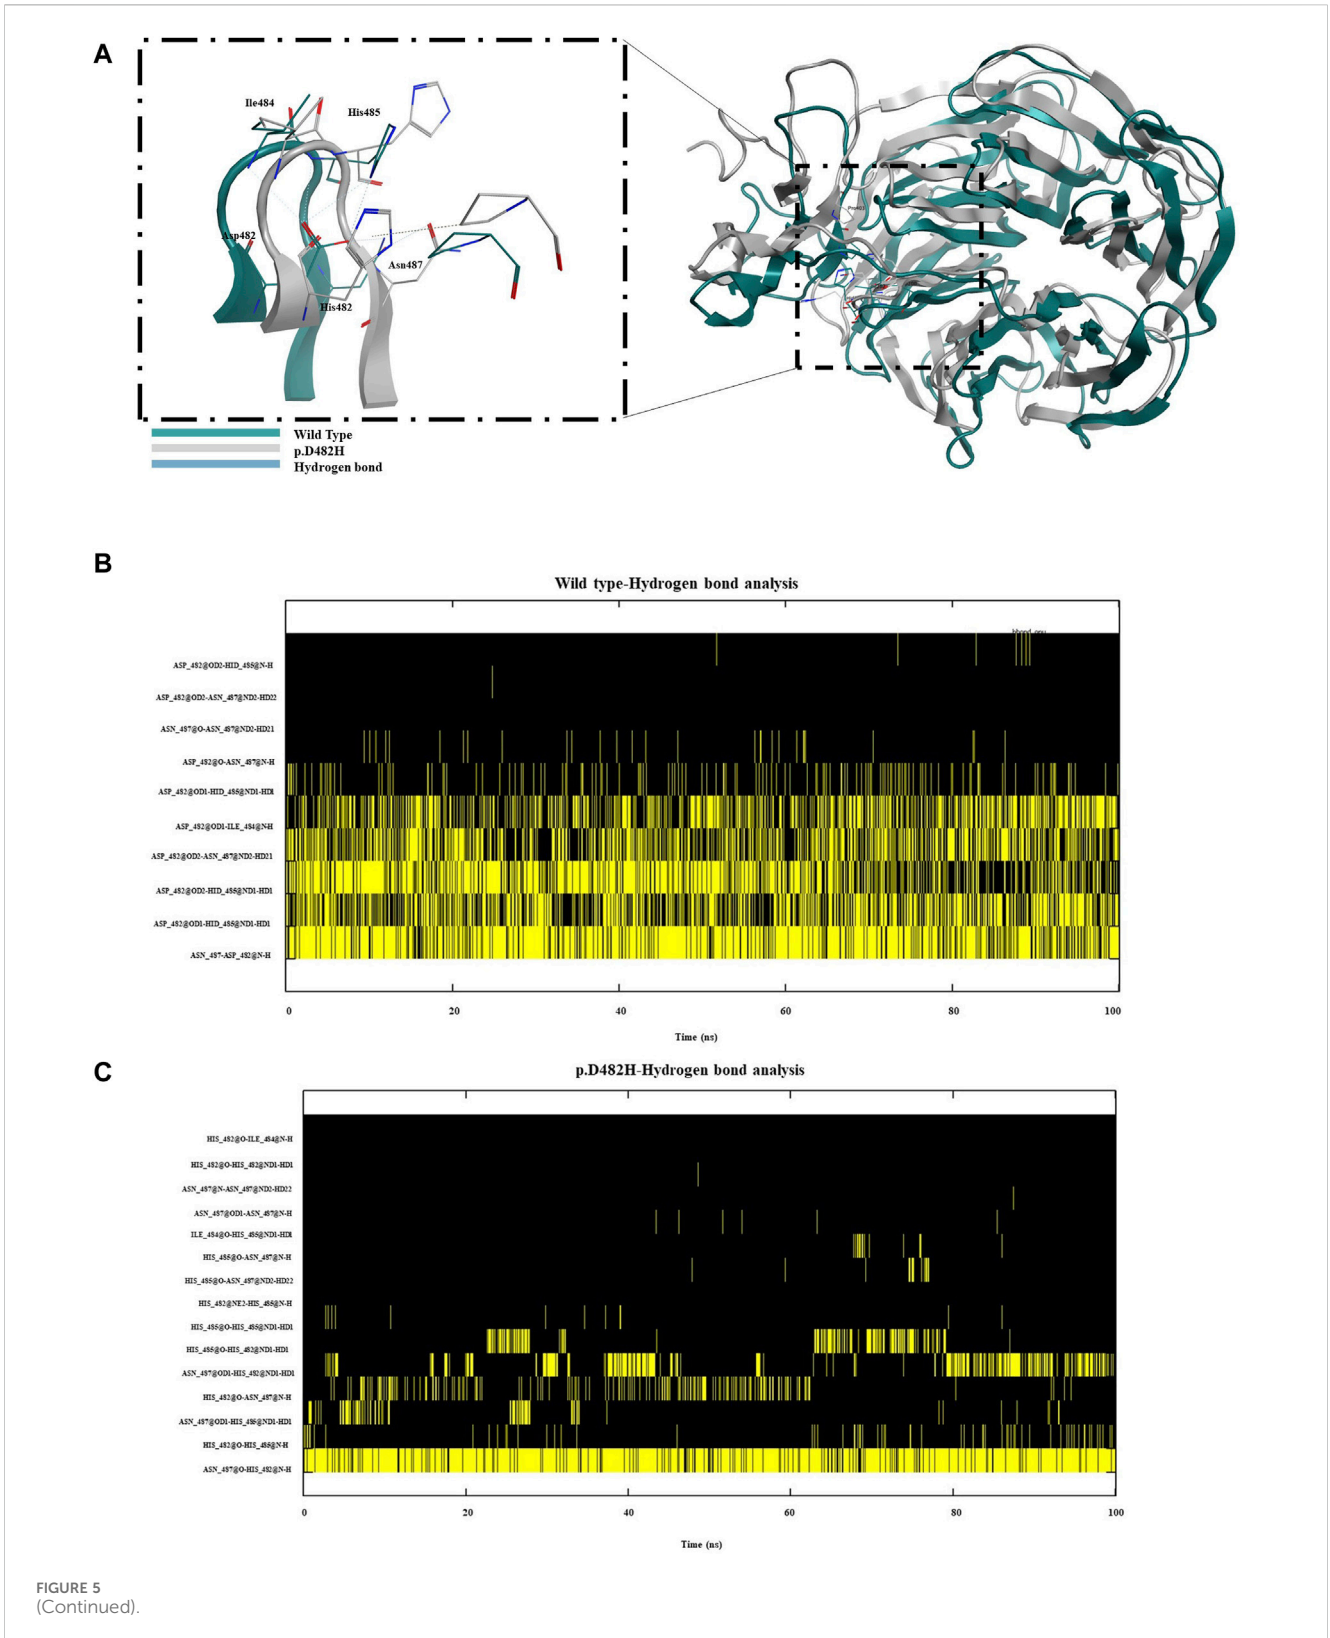 A
Ile484
His485
Asp482
Asn487
His482
Wild Type
p.D482H
Hydrogen bond
B
Wild type-Hydrogen bond analysis
ASP_482@OD2-HID_485@N-H
ASP_482@OD2-ASN_487@ND2-HD22
ASN_487@O-ASN_487@ND2-HD21
ASP_482@O-ASN_487@N-H
ASP_482@OD1-HID_485@ND1-HD1
ASP_482@OD1-ILE_484@N-H
ASP_482@OD2-ASN_487@ND2-HD21
ASP_482@OD2-HID_485@ND1-HD1
ASP_482@OD1-HID_485@ND1-HD1
ASN_487-ASP_482@N-H
0 20 40 60 80 100
Time (ns)
C
p.D482H-Hydrogen bond analysis
HIS_482@O-ILE_484@N-H
HIS_482@O-HIS_482@ND1-HD1
ASN_487@N-ASN_487@ND2-HD22
ASN_487@OD1-ASN_487@N-H
ILE_484@O-HIS_485@ND1-HD1
HIS_485@O-ASN_487@N-H
HIS_485@O-ASN_487@ND2-HD22
HIS_482@NE2-HIS_485@N-H
HIS_485@O-HIS_485@ND1-HD1
HIS_485@O-HIS_482@ND1-HD1
ASN_487@OD1-HIS_482@ND1-HD1
HIS_482@O-ASN_487@N-H
ASN_487@OD1-HIS_485@ND1-HD1
HIS_482@O-HIS_485@N-H
ASN_487@O-HIS_482@N-H
0 20 40 60 80 100
Time (ns)
FIGURE 5
(Continued).